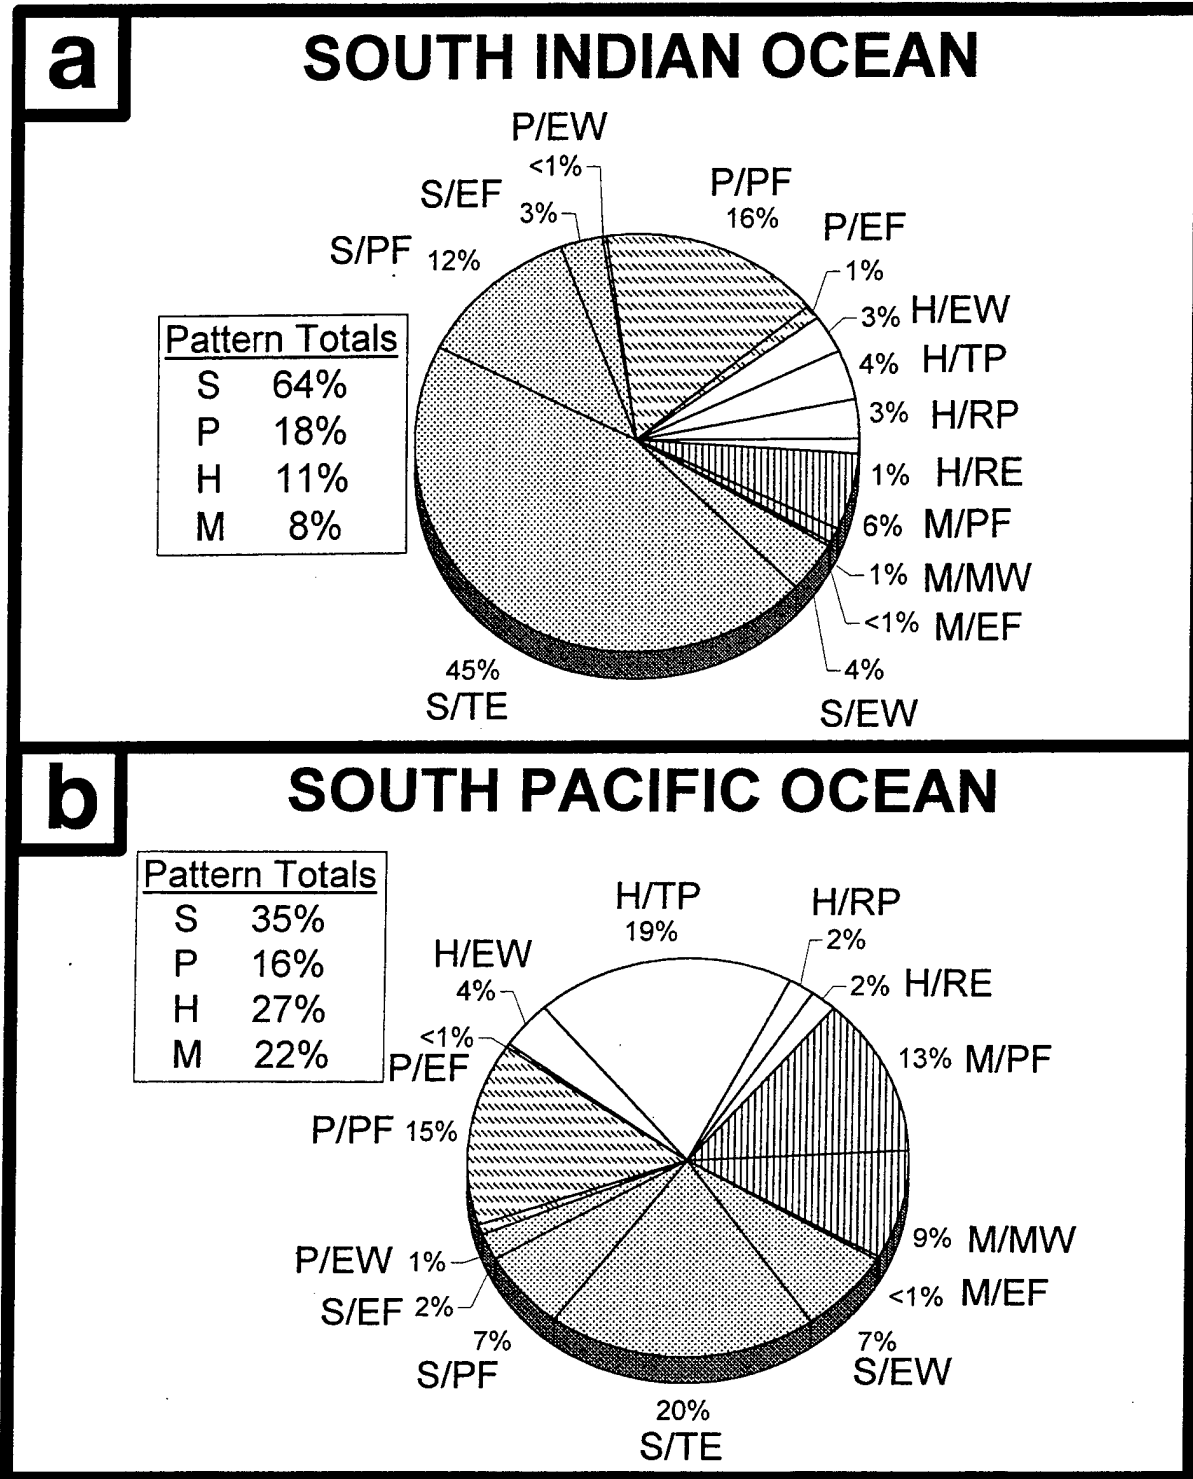 a
SOUTH INDIAN OCEAN
P/EW
<1%
S/EF
3%
S/PF 12%
P/PF
16%
P/EF
1%
3% H/EW
4% H/TP
3% H/RP
1% H/RE
6% M/PF
1% M/MW
<1% M/EF
4%
S/EW
45%
S/TE
Pattern Totals
S 64%
P 18%
H 11%
M 8%
b
SOUTH PACIFIC OCEAN
Pattern Totals
S 35%
P 16%
H 27%
M 22%
H/TP
19%
H/RP
2%
2% H/RE
13% M/PF
9% M/MW
<1% M/EF
7%
S/EW
20%
S/TE
7%
S/PF
S/EF 2%
P/EW 1%
P/PF 15%
<1%
P/EF
H/EW
4%